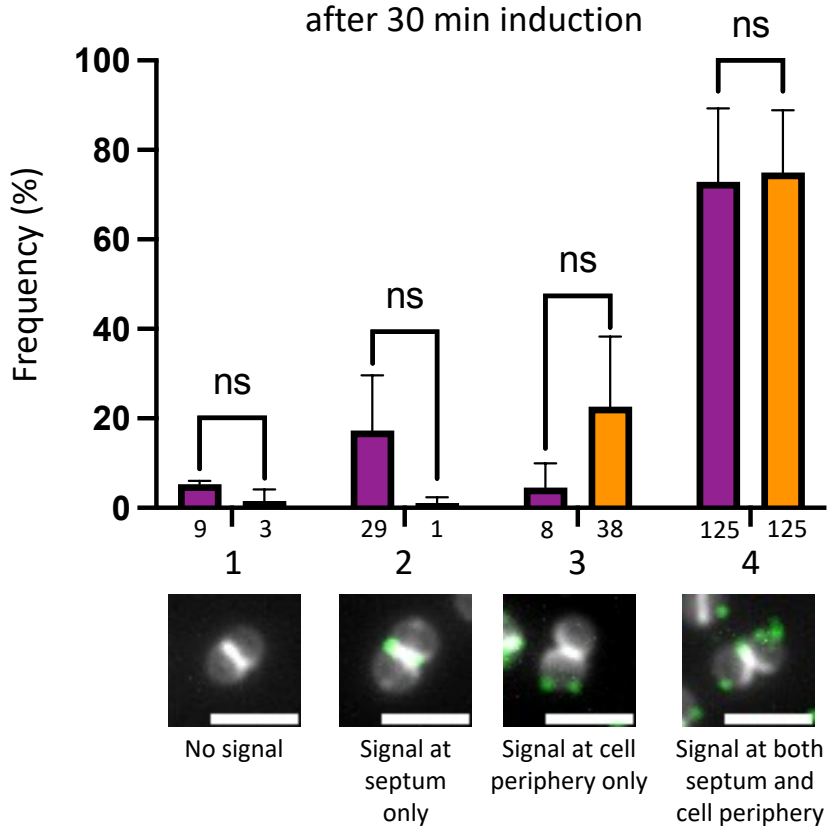 after 30 min induction
Frequency (%)
100
80
60
40
20
0
ns
ns
ns
ns
9 3 29 1 8 38 125 125
1 2 3 4
No signal
Signal at
septum
only
Signal at cell
periphery only
Signal at both
septum and
cell periphery